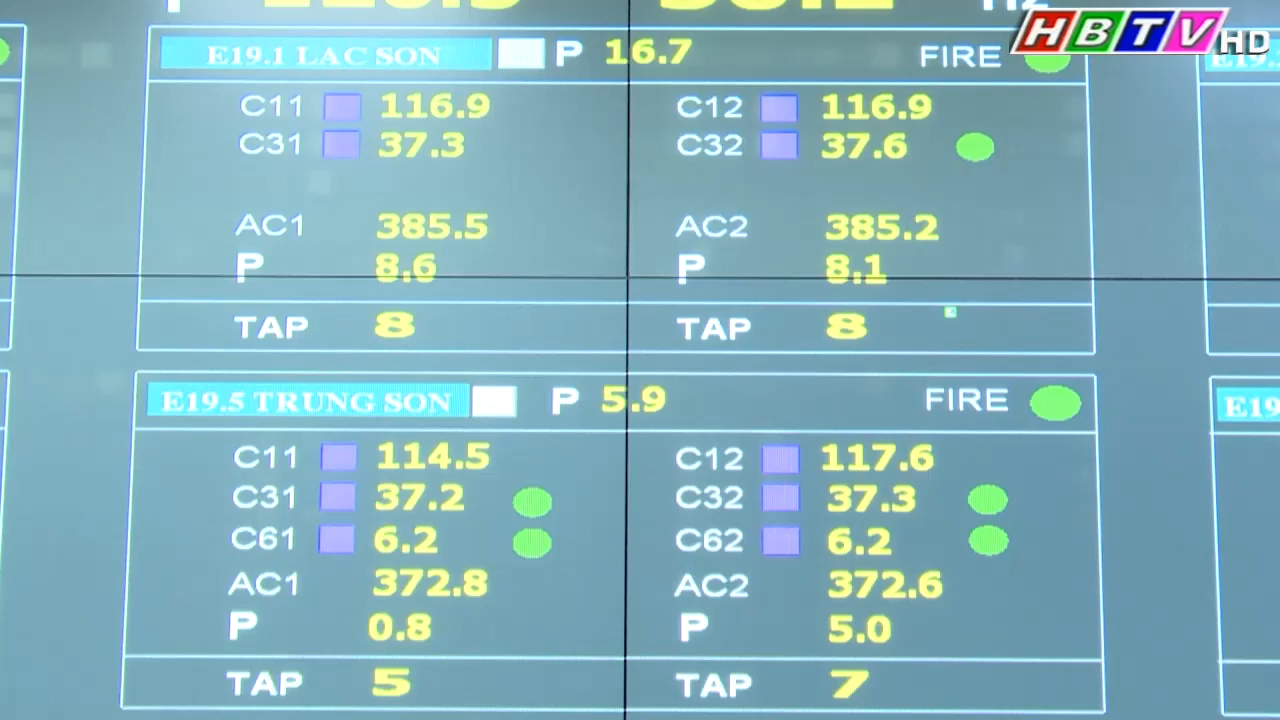 HBTV HD
E19.1 LAC SON P 16.7 FIRE
C11 116.9 C12 116.9
C31 37.3 C32 37.6
AC1 385.5 AC2 385.2
P 8.6 P 8.1
TAP 8 TAP 8
E19.5 TRUNG SON P 5.9 FIRE
C11 114.5 C12 117.6
C31 37.2 C32 37.3
C61 6.2 C62 6.2
AC1 372.8 AC2 372.6
P 0.8 P 5.0
TAP 5 TAP 7
E19